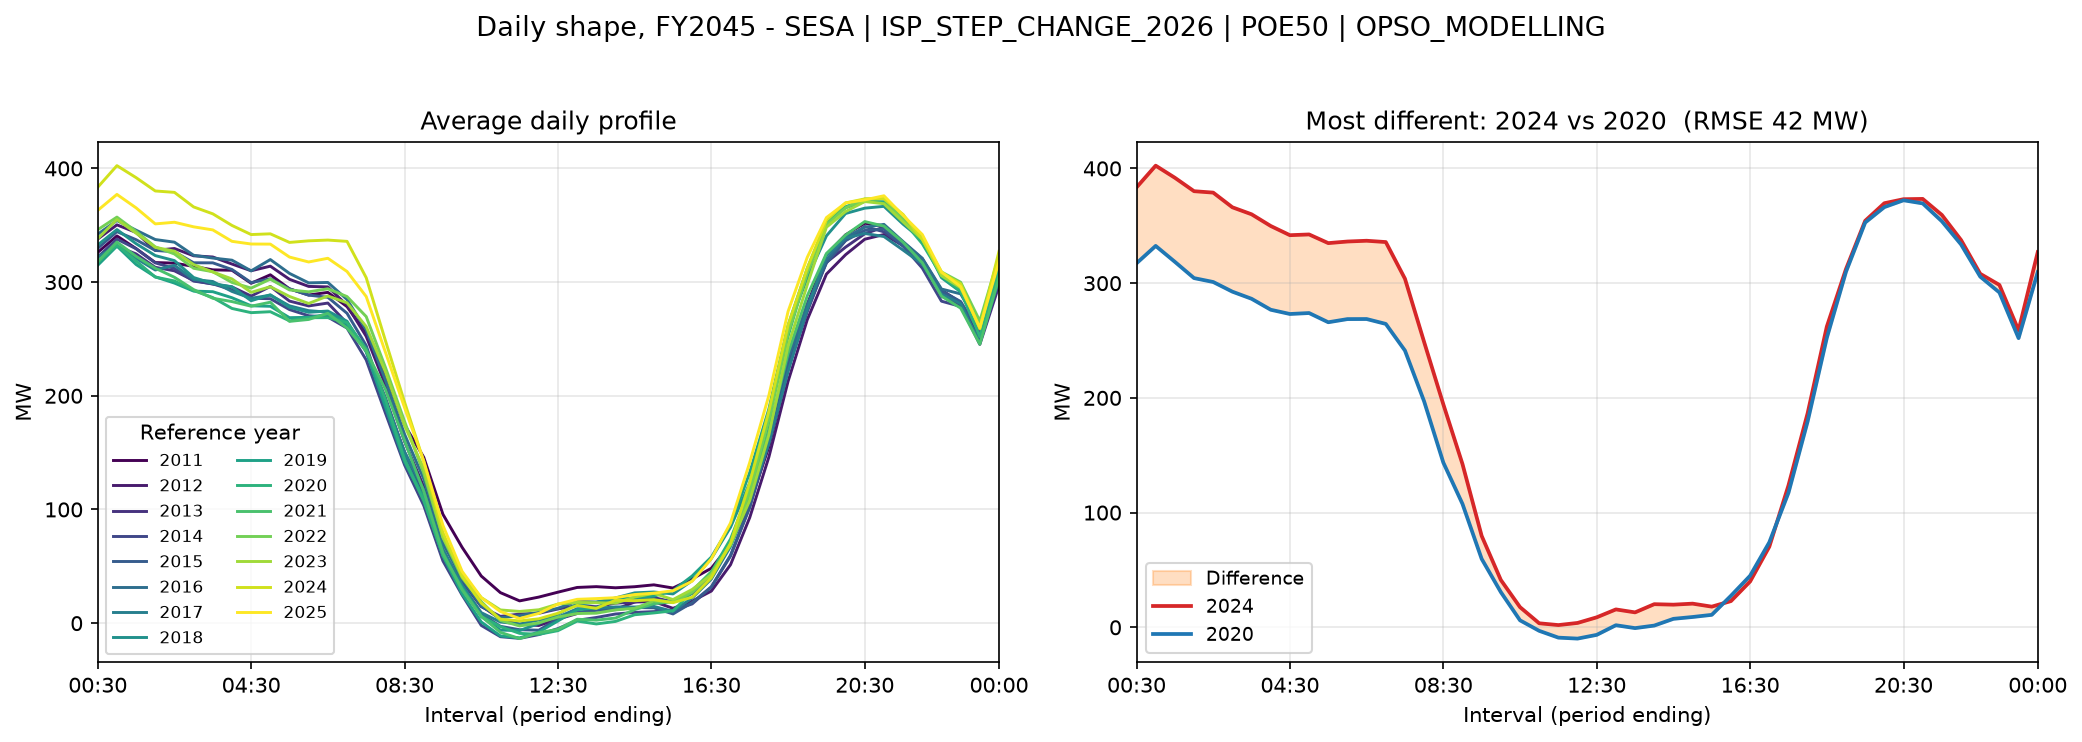 Daily shape, FY2045 - SESA | ISP_STEP_CHANGE_2026 | POE50 | OPSO_MODELLING
Average daily profile
MW
400
300
200
100
0
Reference year
2011
2012
2013
2014
2015
2016
2017
2018
2019
2020
2021
2022
2023
2024
2025
00:30 04:30 08:30 12:30 16:30 20:30 00:00
Interval (period ending)
Most different: 2024 vs 2020 (RMSE 42 MW)
MW
400
300
200
100
0
Difference
2024
2020
00:30 04:30 08:30 12:30 16:30 20:30 00:00
Interval (period ending)